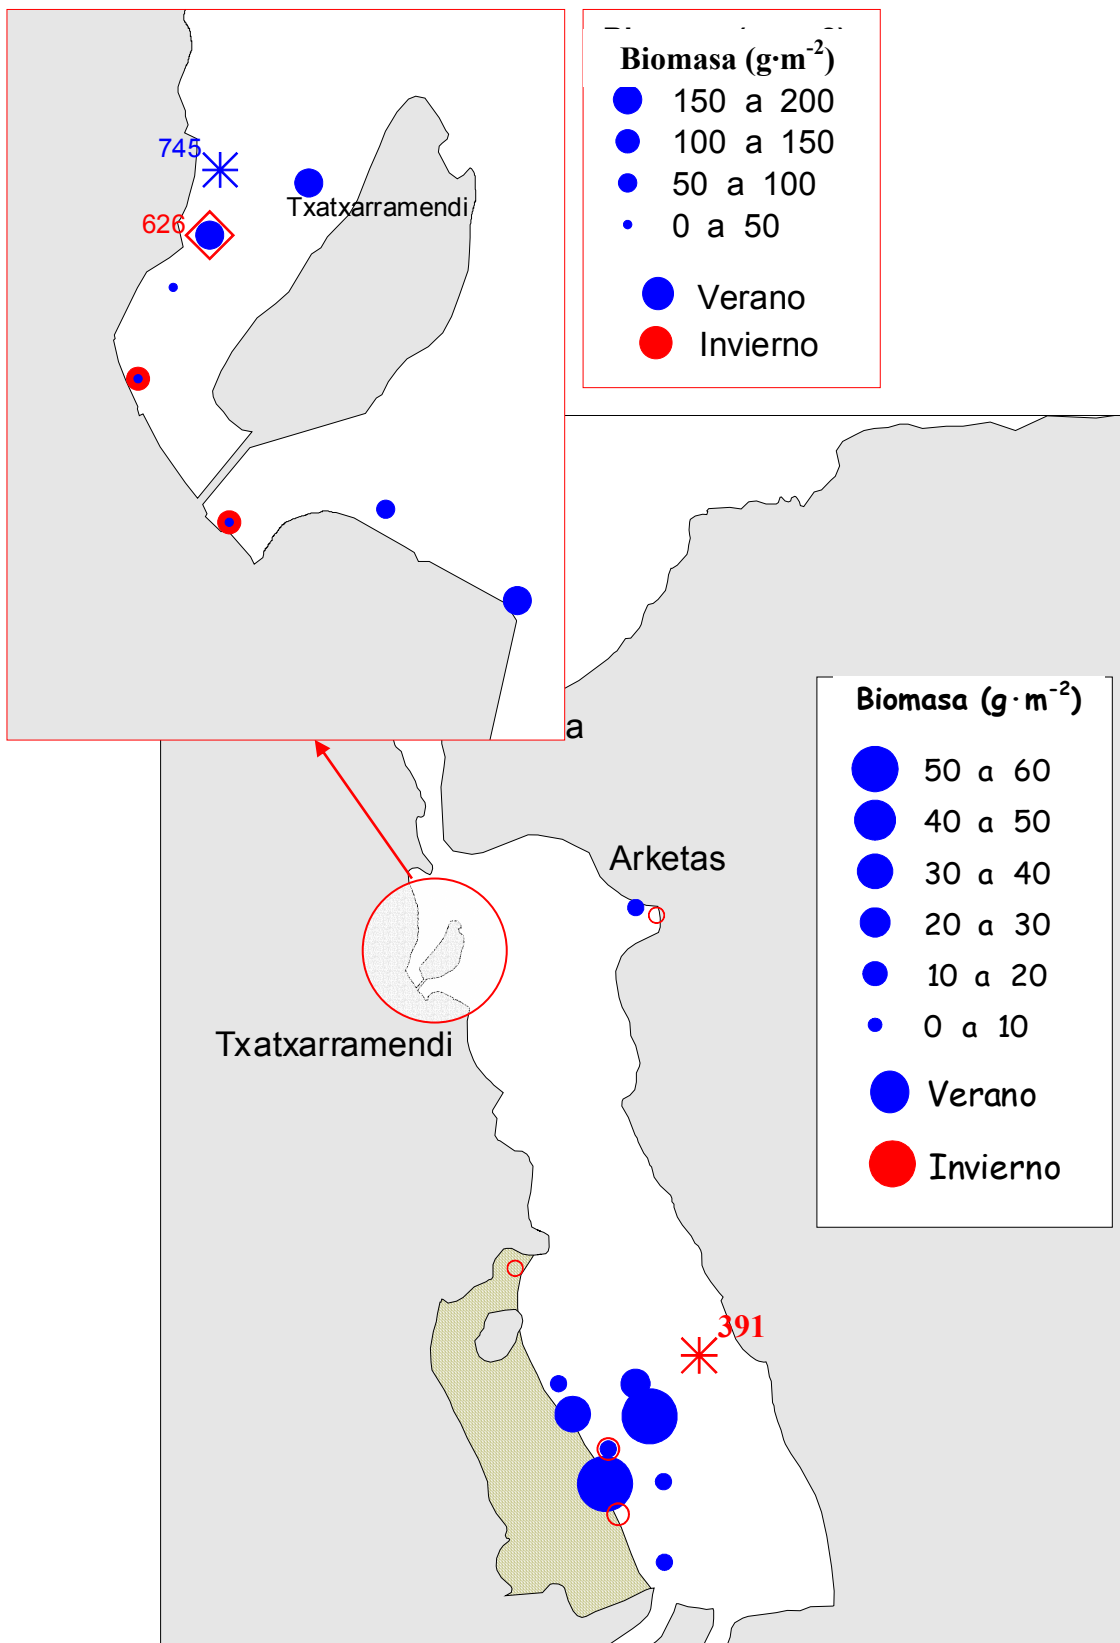 Biomasa (g·m-2)
150 a 200
100 a 150
50 a 100
0 a 50
Verano
Invierno
745
Txatxarramendi
626
a
Biomasa (g·m-2)
50 a 60
40 a 50
30 a 40
20 a 30
10 a 20
0 a 10
Verano
Invierno
Arketas
Txatxarramendi
391